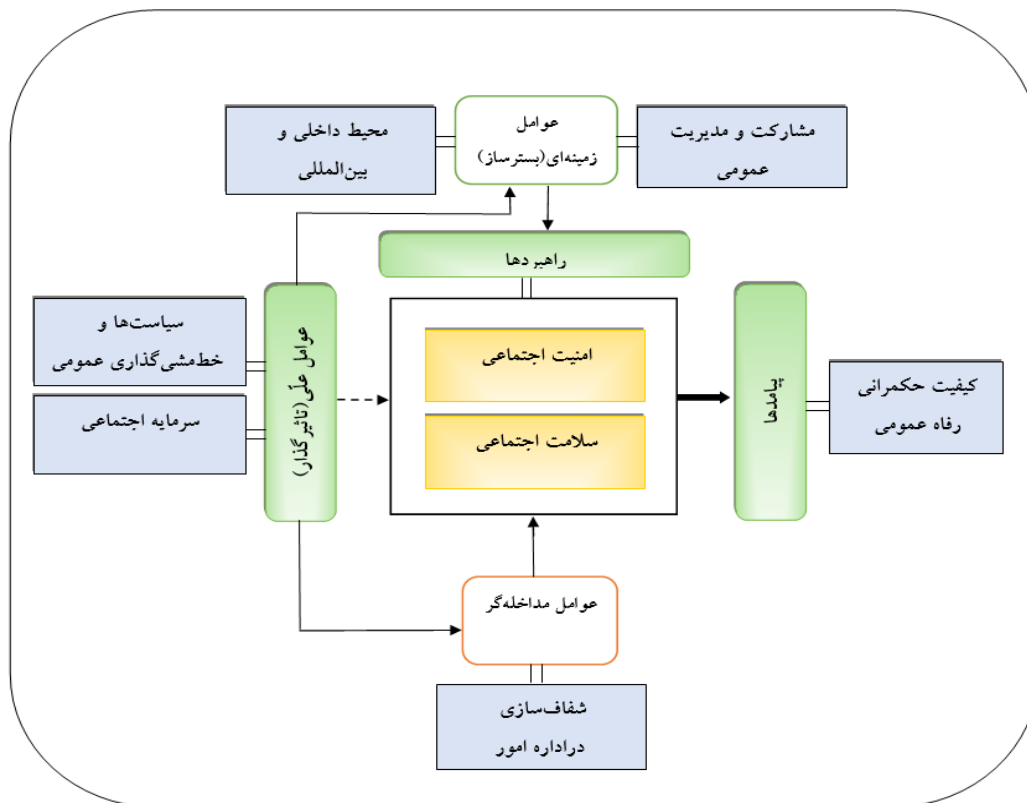 عوامل
زمینه‌ای(بسترساز)
مشارکت و مدیریت
عمومی
محیط داخلی و
بین‌المللی
راهبردها
سیاست‌ها و
خط‌مشی‌گذاری عمومی
سرمایه اجتماعی
عوامل علّی(تاثیرگذار)
امنیت اجتماعی
سلامت اجتماعی
پیامدها
کیفیت حکمرانی
رفاه عمومی
عوامل مداخله‌گر
شفاف‌سازی
دراداره امور